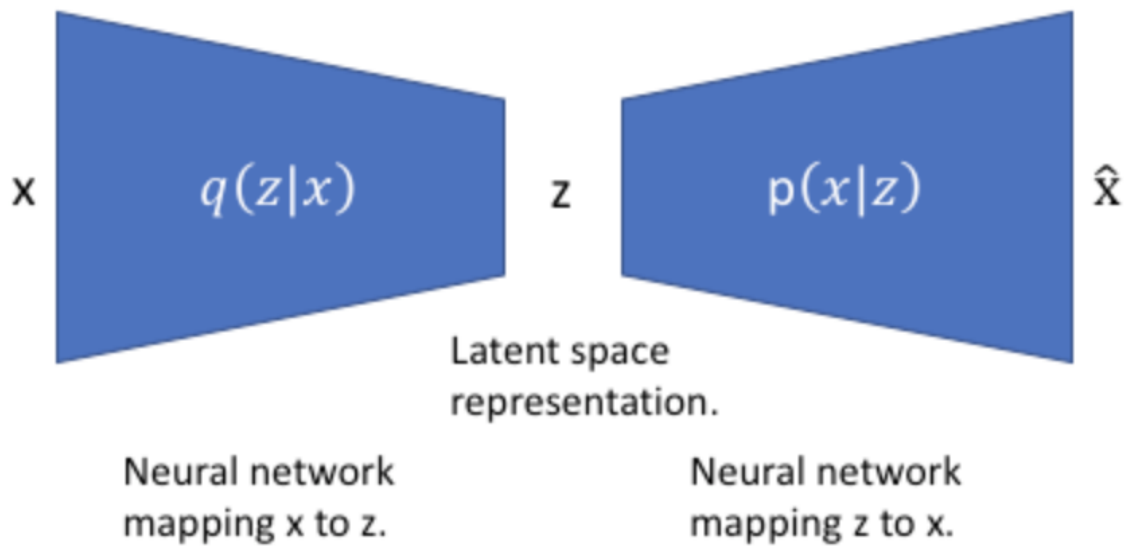 x
q(z|x)
z
p(x|z)
x̂
Latent space
representation.
Neural network
mapping x to z.
Neural network
mapping z to x.